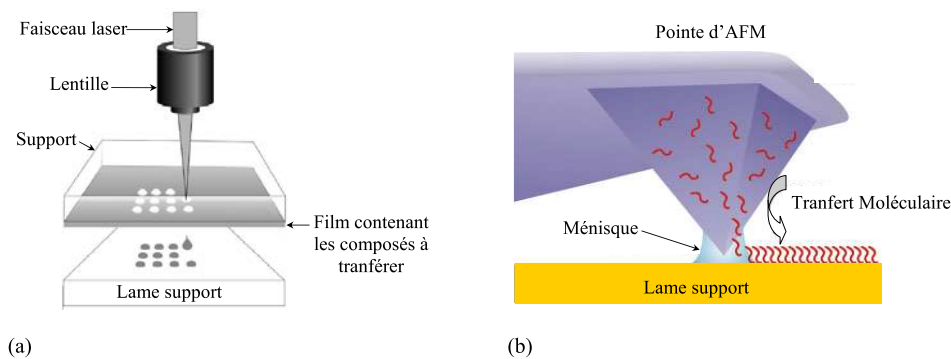 Faisceau laser
Lentille
Support
Film contenant
les composés à
tranférer
Lame support
(a)
Pointe d'AFM
Tranfert Moléculaire
Ménisque
Lame support
(b)